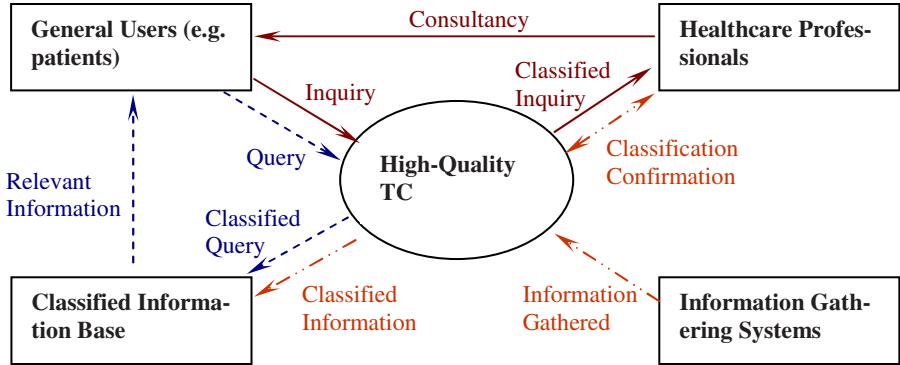 General Users (e.g.
patients)
Consultancy
Healthcare Profes-
sionals
Inquiry
Classified
Inquiry
Query
High-Quality
TC
Classification
Confirmation
Relevant
Information
Classified
Query
Classified Informa-
tion Base
Classified
Information
Information
Gathered
Information Gath-
ering Systems